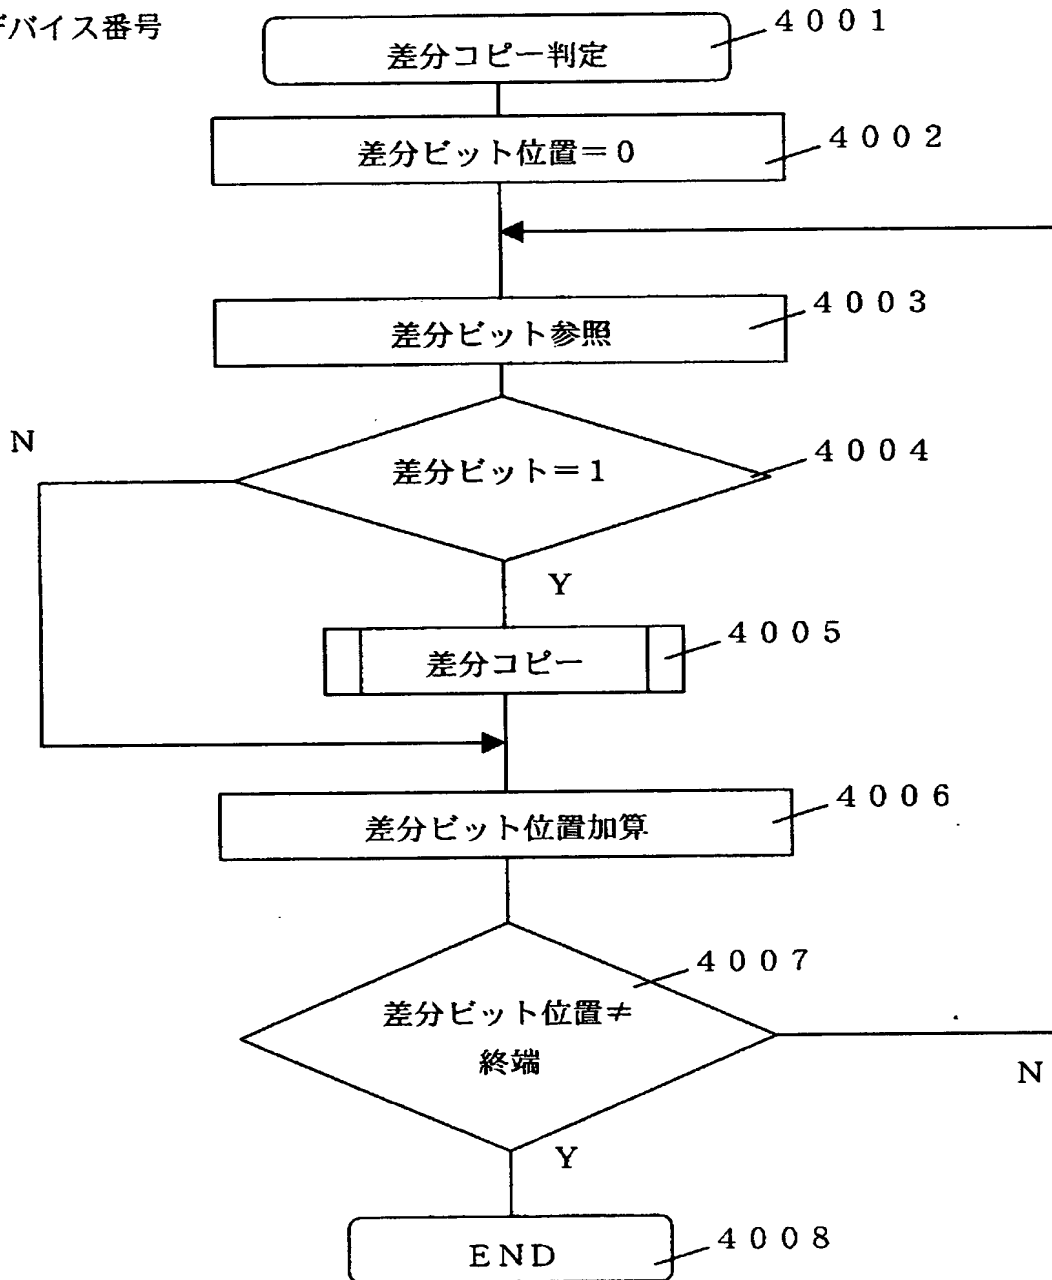 デバイス番号
４００１
差分コピー判定
４００２
差分ビット位置＝０
４００３
差分ビット参照
N
４００４
差分ビット＝１
Y
４００５
差分コピー
４００６
差分ビット位置加算
４００７
差分ビット位置≠
終端
N
Y
４００８
END